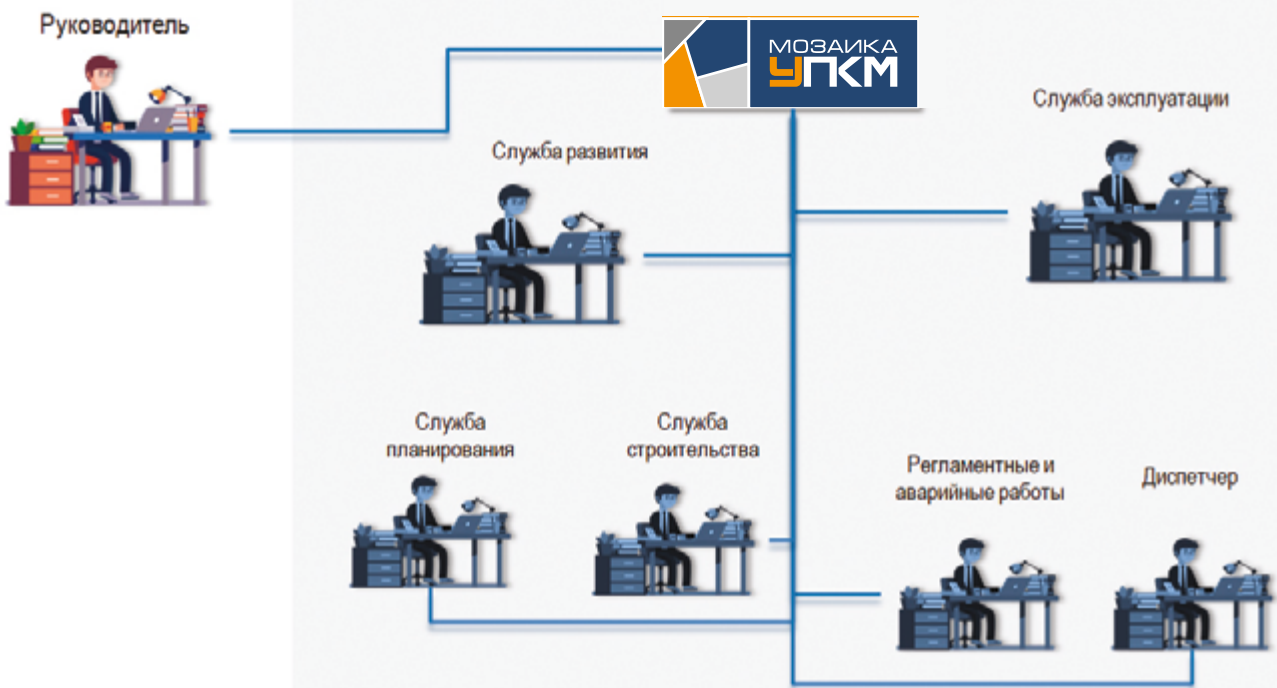 Руководитель
МОЗАИКА
УПКМ
Служба эксплуатации
Служба развития
Служба
планирования
Служба
строительства
Регламентные и
аварийные работы
Диспетчер